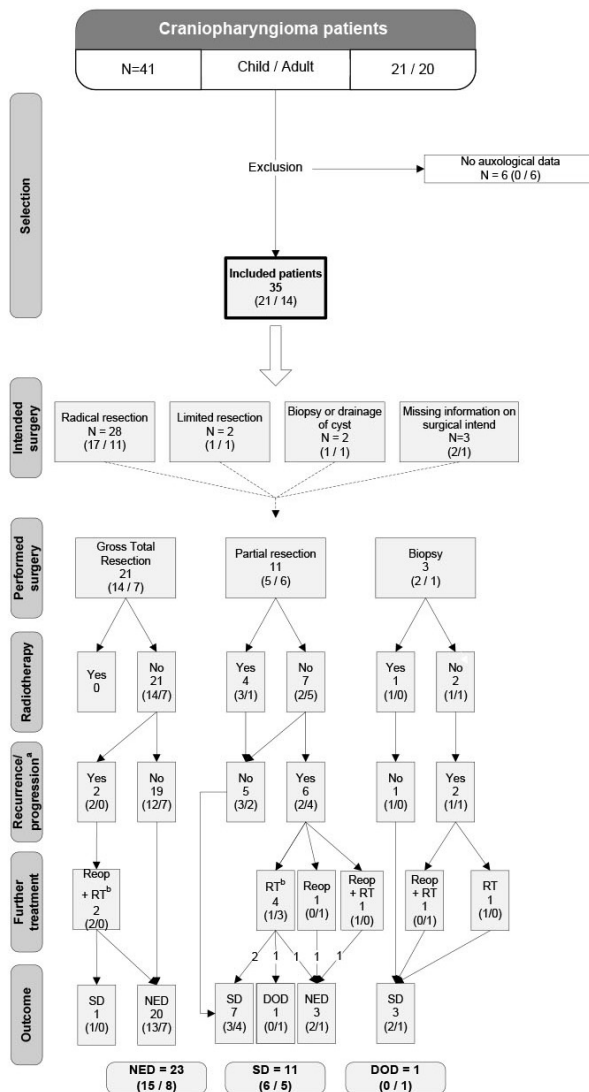 Craniopharyngioma patients
N=41
Child / Adult
21 / 20
Selection
Exclusion
No auxological data
N = 6 (0 / 6)
Included patients
35
(21 / 14)
Intended
surgery
Radical resection
N = 28
(17 / 11)
Limited resection
N = 2
(1 / 1)
Biopsy or drainage
of cyst
N = 2
(1 / 1)
Missing information on
surgical intend
N=3
(2/1)
Performed
surgery
Gross Total
Resection
21
(14 / 7)
Partial resection
11
(5 / 6)
Biopsy
3
(2 / 1)
Radiotherapy
Yes
0
No
21
(14/7)
Yes
4
(3/1)
No
7
(2/5)
Yes
1
(1/0)
No
2
(1/1)
Recurrence/
progressionª
Yes
2
(2/0)
No
19
(12/7)
No
5
(3/2)
Yes
6
(2/4)
No
1
(1/0)
Yes
2
(1/1)
Further
treatment
Reop
+ RTᵇ
2
(2/0)
RTᵇ
4
(1/3)
Reop
1
(0/1)
Reop
+ RT
1
(1/0)
Reop
+ RT
1
(0/1)
RT
1
(1/0)
2
1
1
1
1
Outcome
SD
1
(1/0)
NED
20
(13/7)
SD
7
(3/4)
DOD
1
(0/1)
NED
3
(2/1)
SD
3
(2/1)
NED = 23
(15 / 8)
SD = 11
(6 / 5)
DOD = 1
(0 / 1)